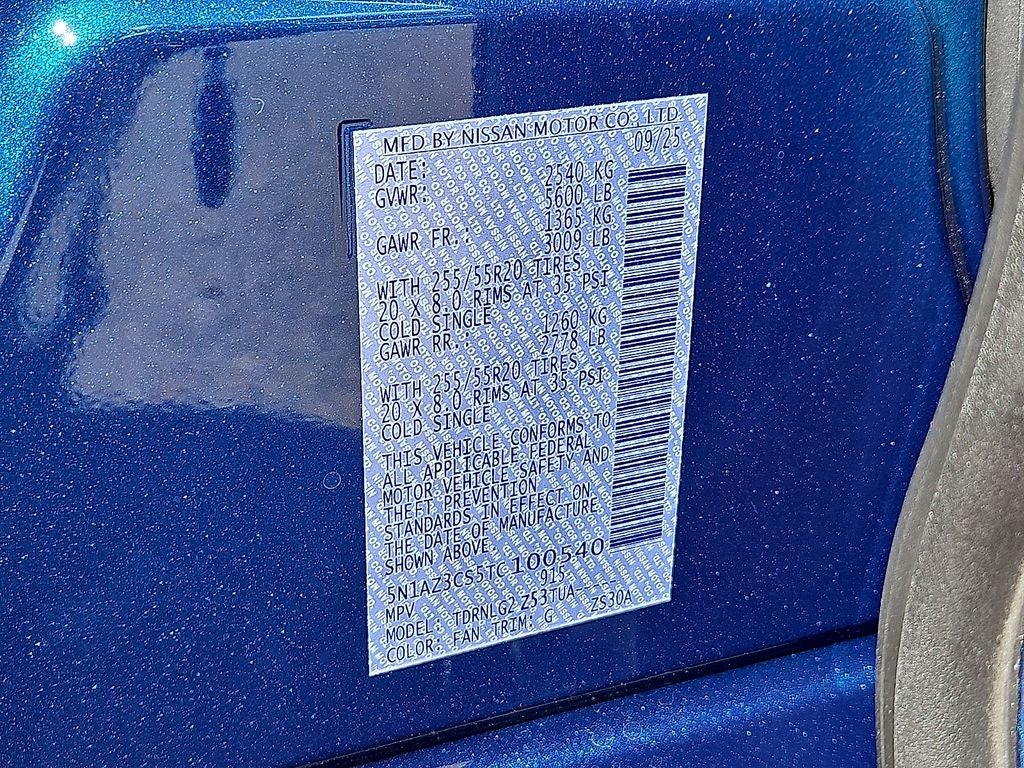 MFD BY NISSAN MOTOR CO., LTD.
DATE: 09/25
GVWR: 2540 KG
5600 LB
1365 KG
GAWR FR.: 3009 LB
WITH 255/55R20 TIRES
20 X 8.0 RIMS AT 35 PSI
COLD SINGLE
1260 KG
GAWR RR.: 2778 LB
WITH 255/55R20 TIRES
20 X 8.0 RIMS AT 35 PSI
COLD SINGLE
THIS VEHICLE CONFORMS TO
ALL APPLICABLE FEDERAL
MOTOR VEHICLE SAFETY AND
THEFT PREVENTION
STANDARDS IN EFFECT ON
THE DATE OF MANUFACTURE
SHOWN ABOVE.
5N1AZ3CS5TC100540
MPV 915
MODEL: TDRNLG2 Z53TUA-
COLOR: FAN TRIM: G ZS30A